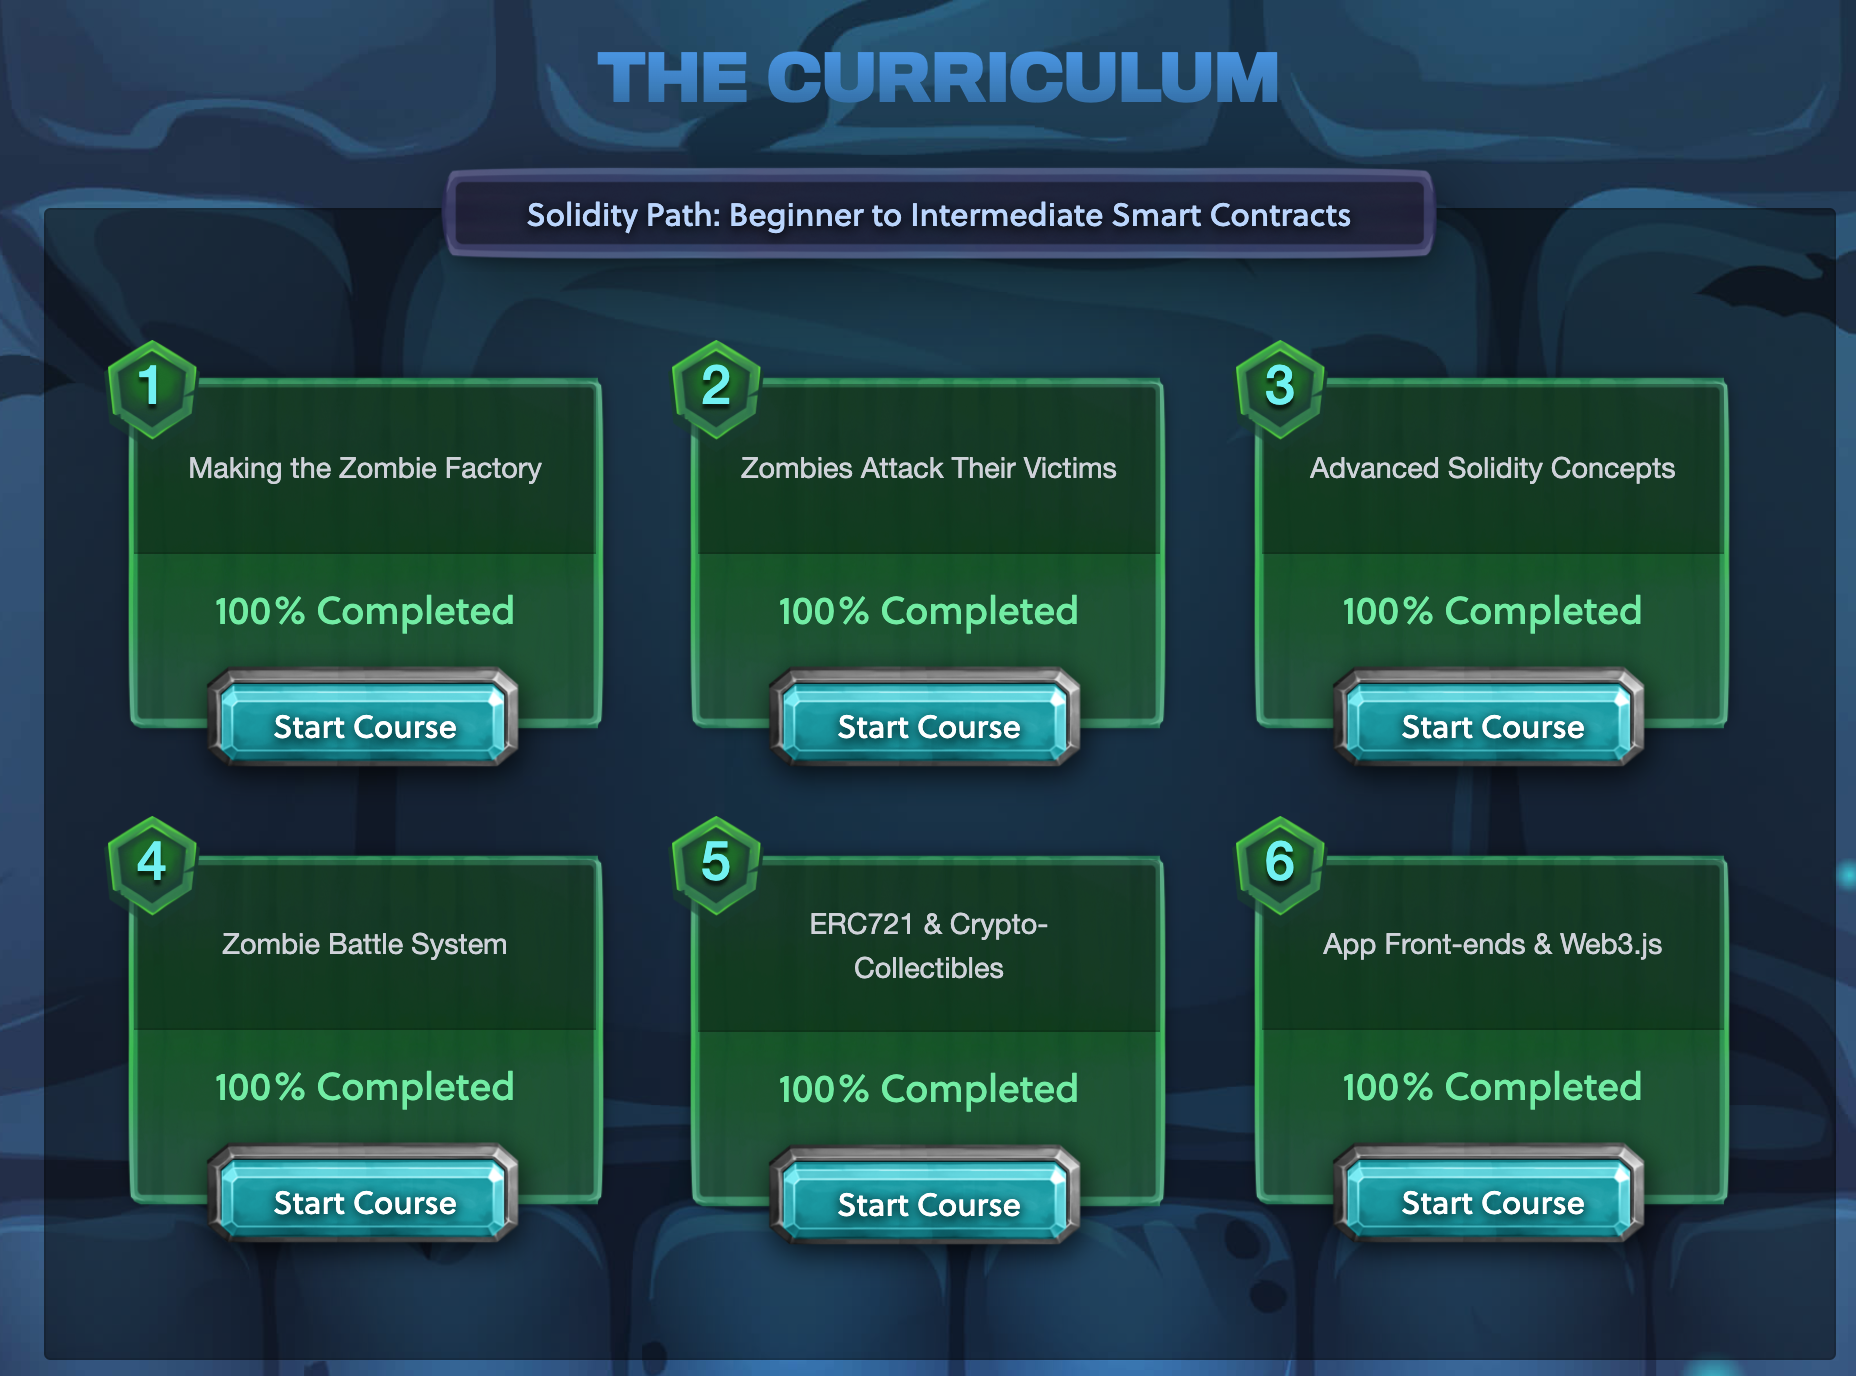 THE CURRICULUM
Solidity Path: Beginner to Intermediate Smart Contracts
1
Making the Zombie Factory
100% Completed
Start Course
2
Zombies Attack Their Victims
100% Completed
Start Course
3
Advanced Solidity Concepts
100% Completed
Start Course
4
Zombie Battle System
100% Completed
Start Course
5
ERC721 & Crypto-
Collectibles
100% Completed
Start Course
6
App Front-ends & Web3.js
100% Completed
Start Course